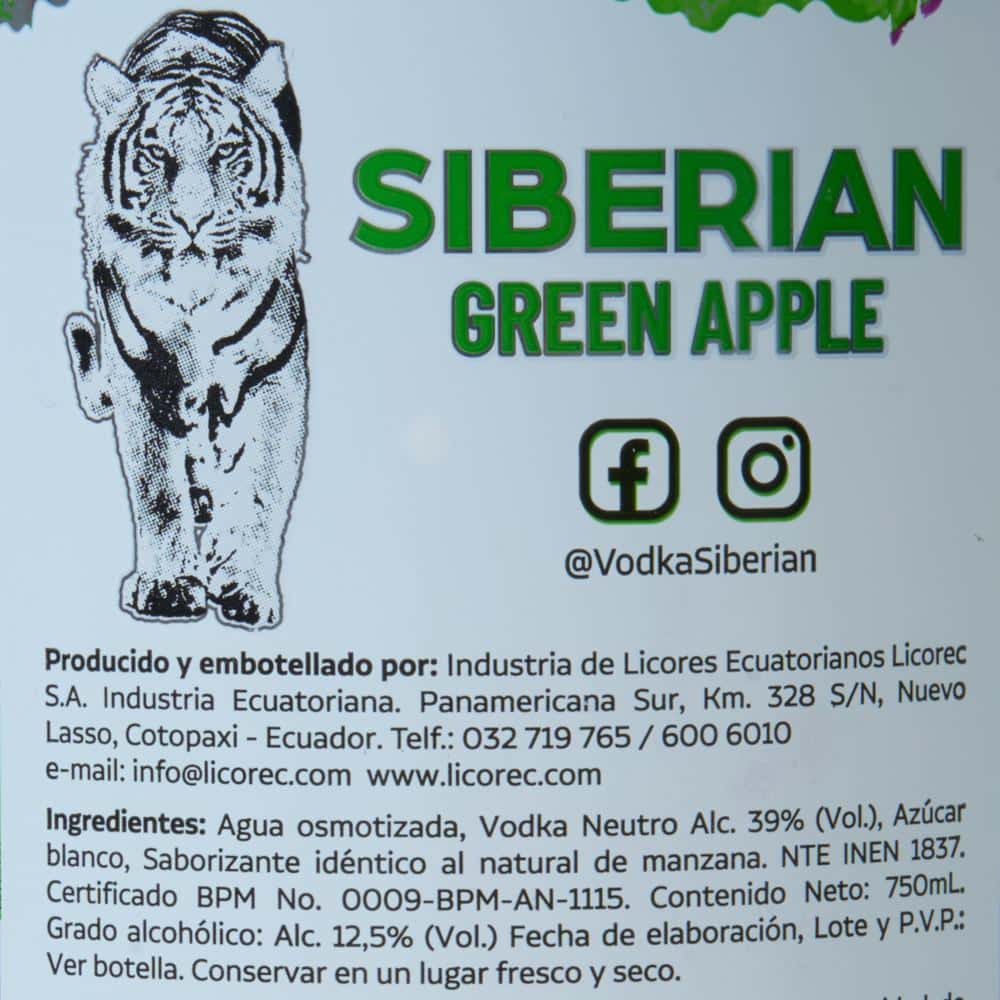 SIBERIAN
GREEN APPLE
@VodkaSiberian
Producido y embotellado por: Industria de Licores Ecuatorianos Licorec
S.A. Industria Ecuatoriana. Panamericana Sur, Km. 328 S/N, Nuevo
Lasso, Cotopaxi - Ecuador. Telf.: 032 719 765 / 600 6010
e-mail: info@licorec.com www.licorec.com
Ingredientes: Agua osmotizada, Vodka Neutro Alc. 39% (Vol.), Azúcar
blanco, Saborizante idéntico al natural de manzana. NTE INEN 1837.
Certificado BPM No. 0009-BPM-AN-1115. Contenido Neto: 750mL.
Grado alcohólico: Alc. 12,5% (Vol.) Fecha de elaboración, Lote y P.V.P.:
Ver botella. Conservar en un lugar fresco y seco.